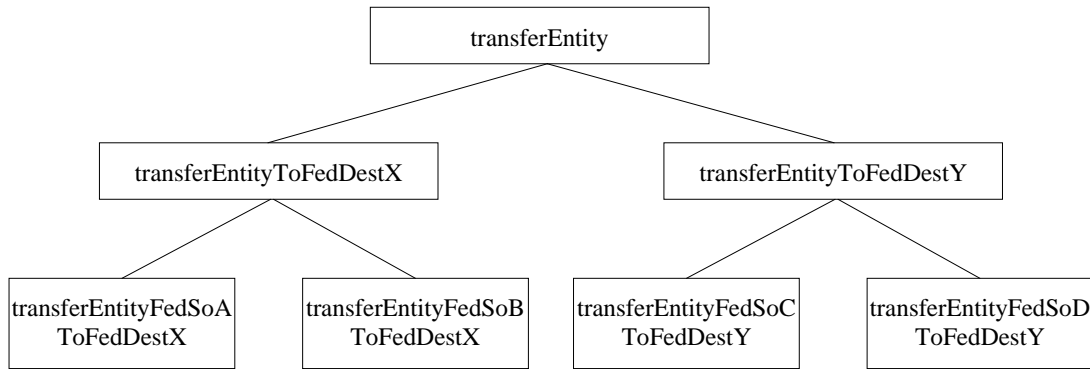 transferEntity
transferEntityToFedDestX
transferEntityToFedDestY
transferEntityFedSoA
ToFedDestX
transferEntityFedSoB
ToFedDestX
transferEntityFedSoC
ToFedDestY
transferEntityFedSoD
ToFedDestY